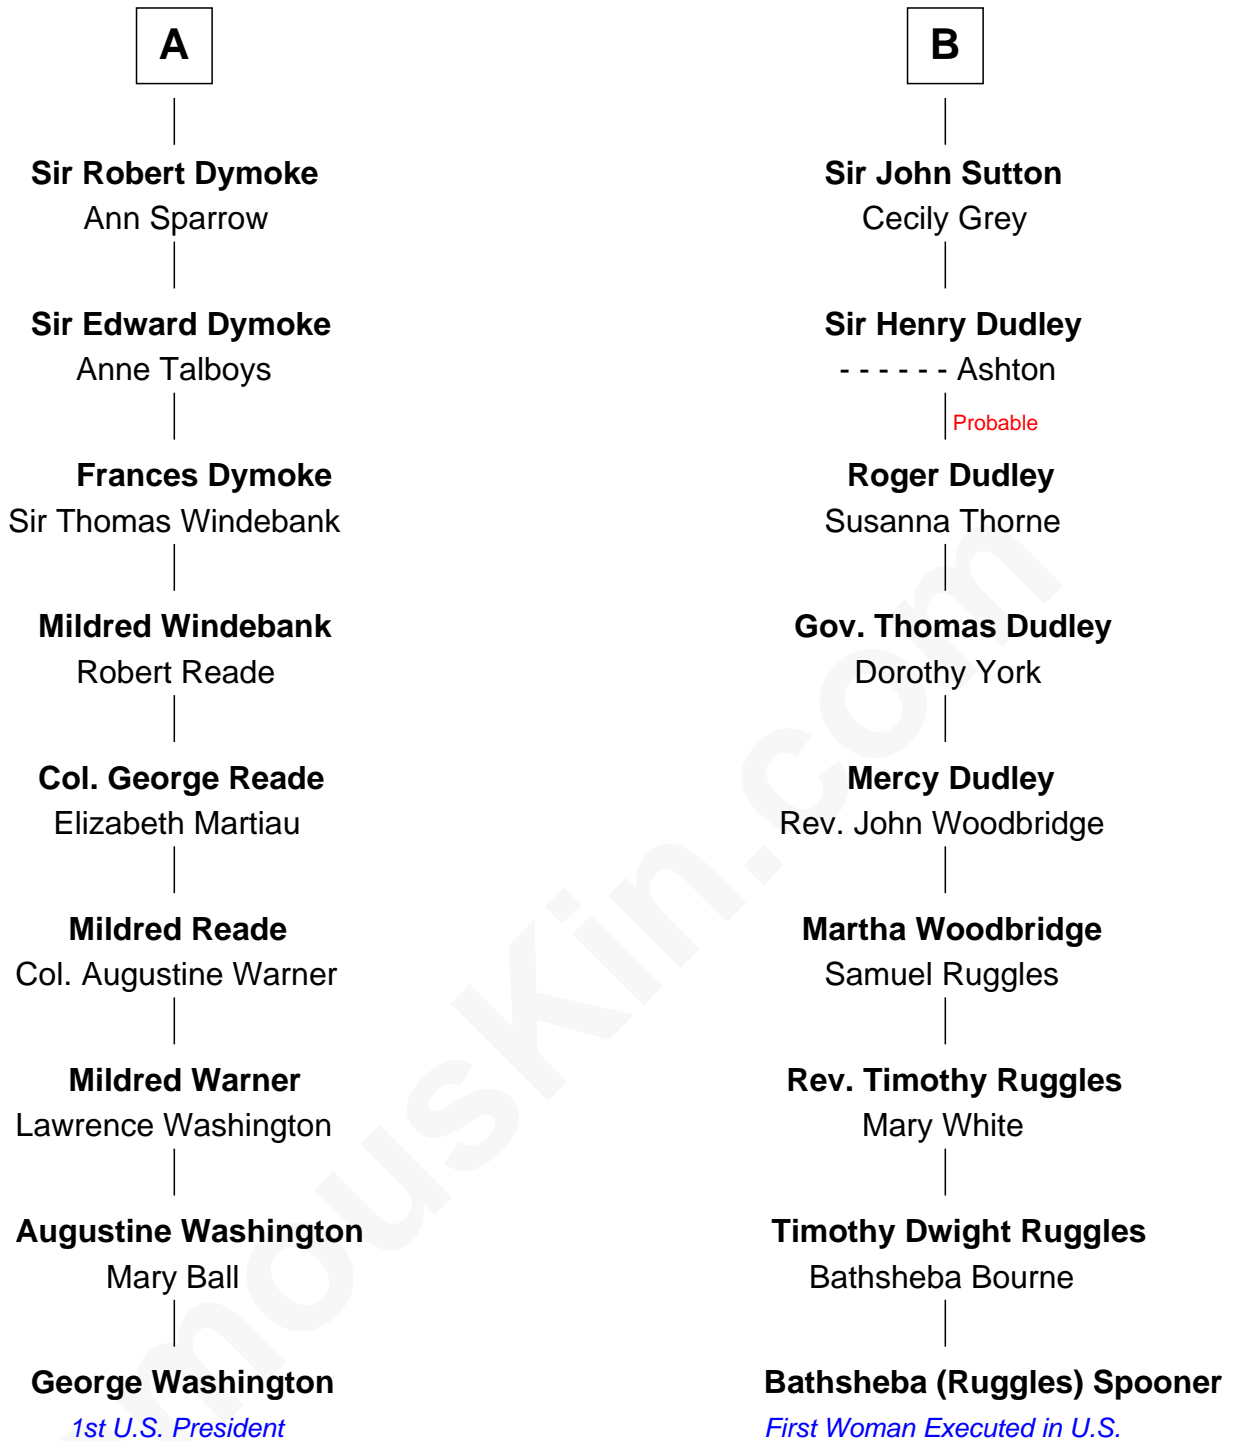 A
Sir Robert Dymoke
Ann Sparrow
Sir Edward Dymoke
Anne Talboys
Frances Dymoke
Sir Thomas Windebank
Mildred Windebank
Robert Reade
Col. George Reade
Elizabeth Martiau
Mildred Reade
Col. Augustine Warner
Mildred Warner
Lawrence Washington
Augustine Washington
Mary Ball
George Washington
1st U.S. President
B
Sir John Sutton
Cecily Grey
Sir Henry Dudley
- - - - - - Ashton
Probable
Roger Dudley
Susanna Thorne
Gov. Thomas Dudley
Dorothy York
Mercy Dudley
Rev. John Woodbridge
Martha Woodbridge
Samuel Ruggles
Rev. Timothy Ruggles
Mary White
Timothy Dwight Ruggles
Bathsheba Bourne
Bathsheba (Ruggles) Spooner
First Woman Executed in U.S.
mousKin.com